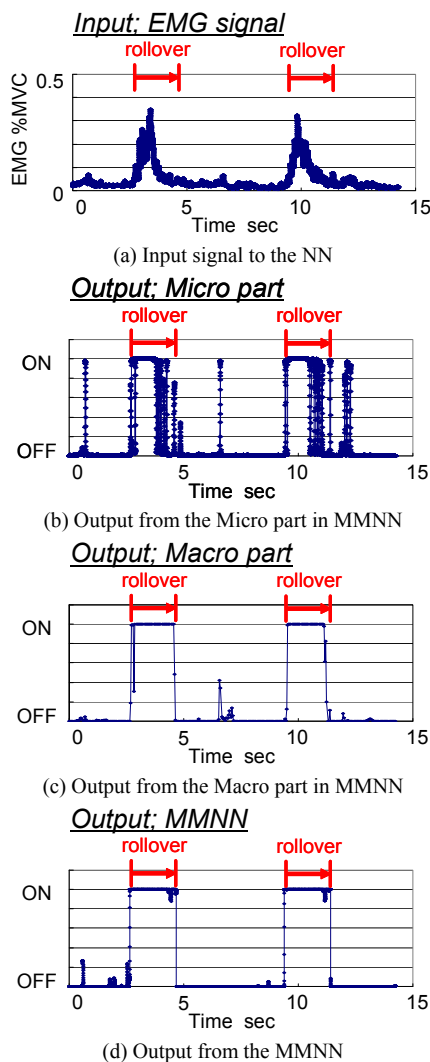 Input; EMG signal
rollover rollover
0.5
EMG %MVC
0
0 5 10 15
Time sec
(a) Input signal to the NN
Output; Micro part
rollover rollover
ON
OFF
0 5 10 15
Time sec
(b) Output from the Micro part in MMNN
Output; Macro part
rollover rollover
ON
OFF
0 5 10 15
Time sec
(c) Output from the Macro part in MMNN
Output; MMNN
rollover rollover
ON
OFF
0 5 10 15
Time sec
(d) Output from the MMNN